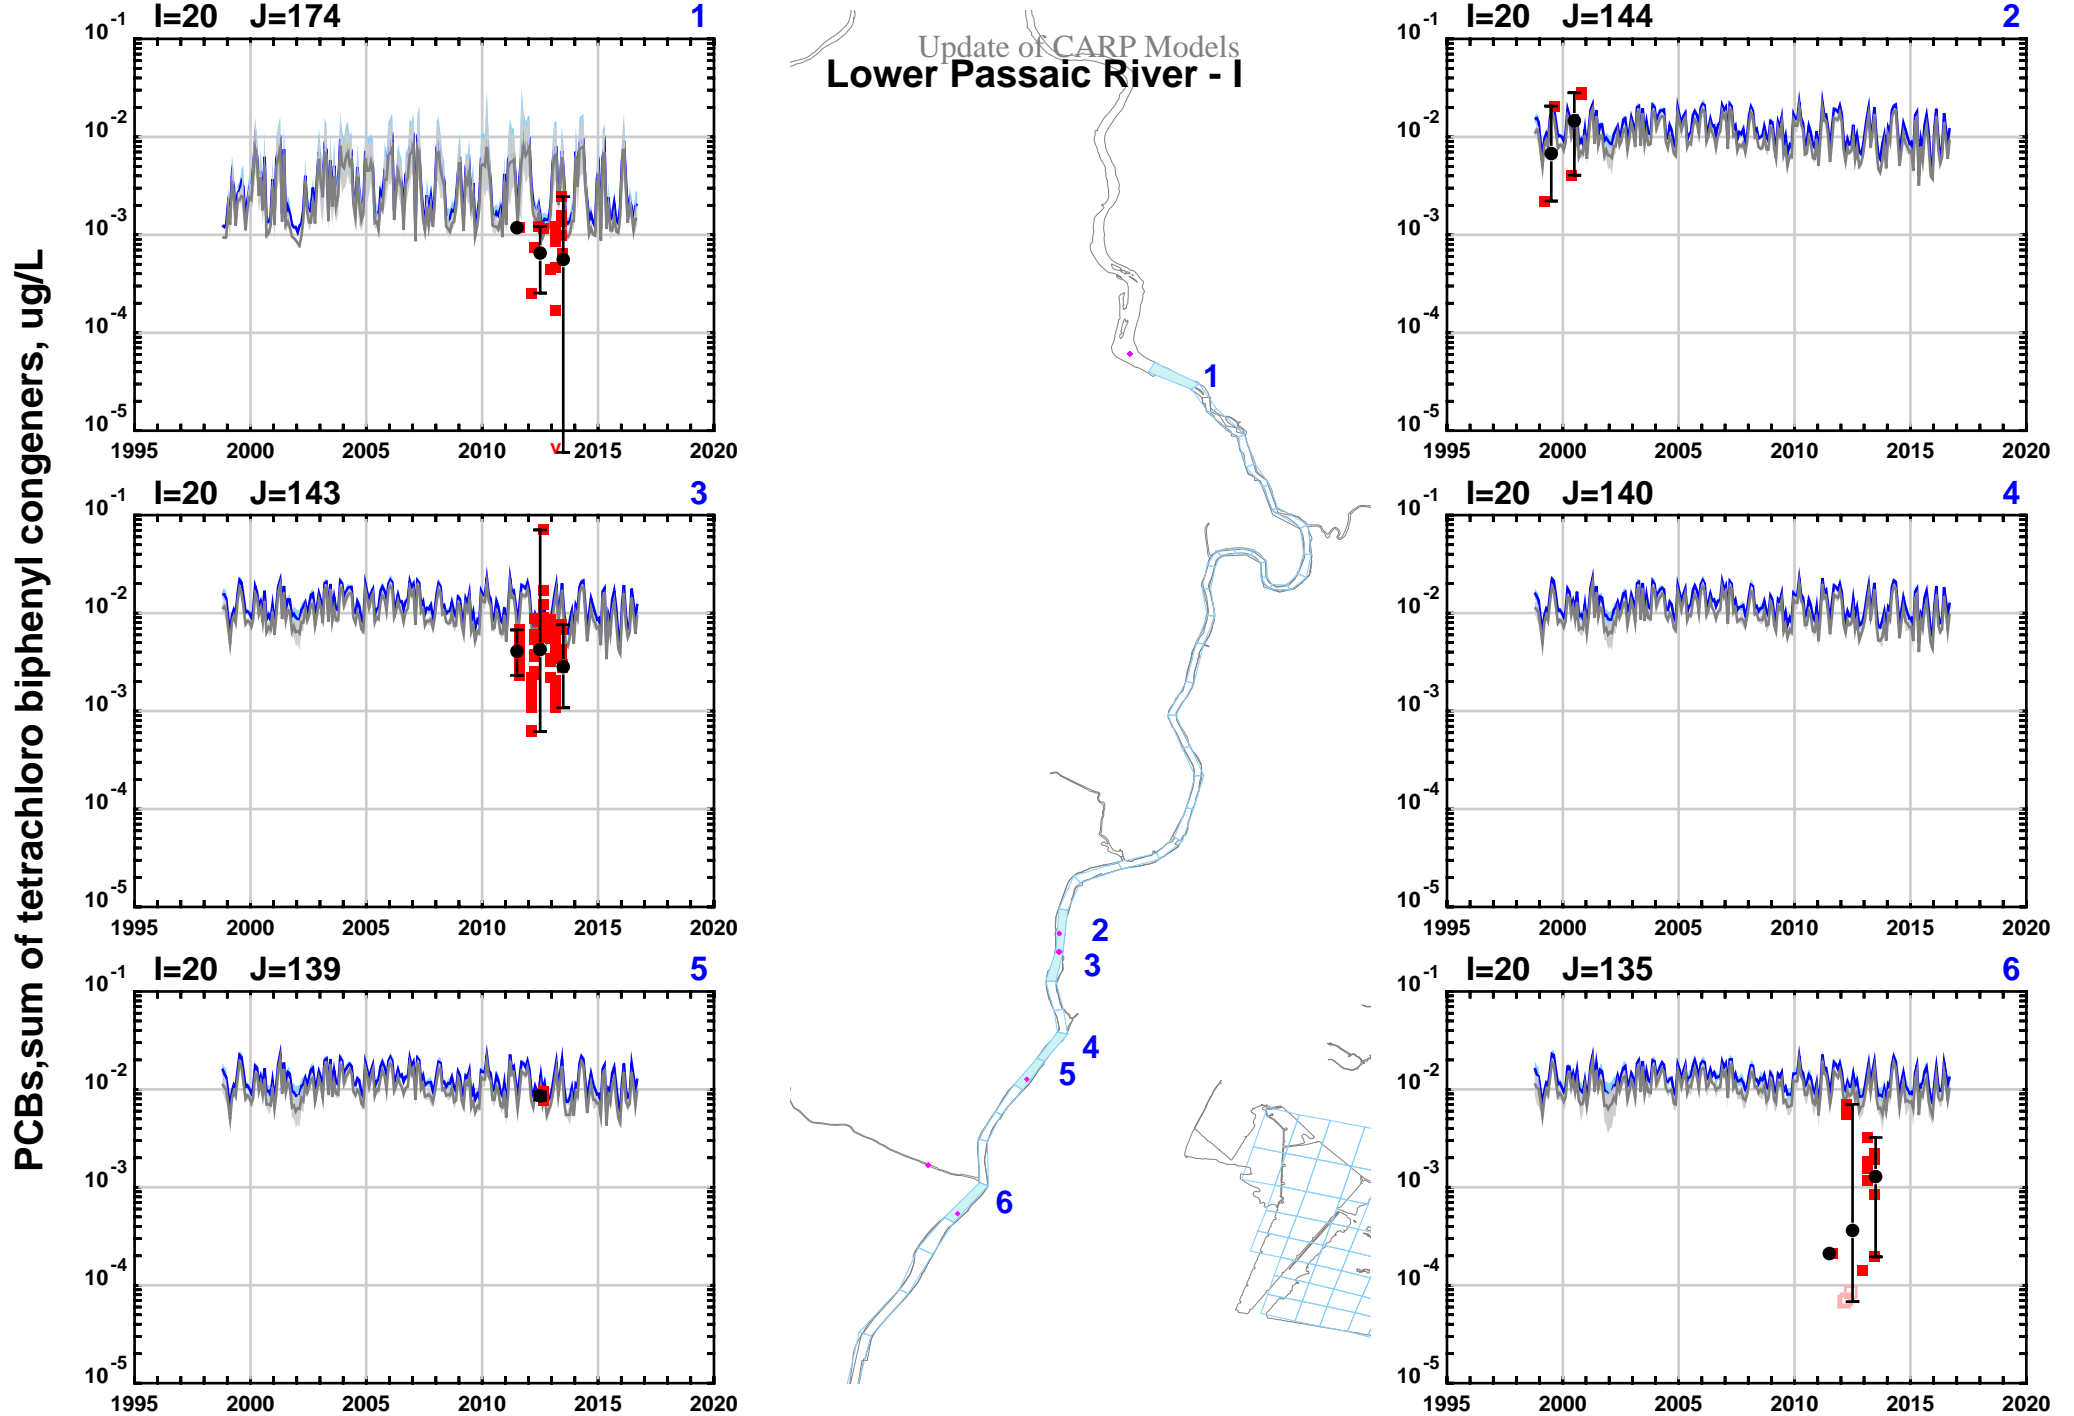 Update of CARP Models
Lower Passaic River - I
PCBs,sum of tetrachloro biphenyl congeners, ug/L
I=20 J=174 1
10-1
10-2
10-3
10-4
10-5
1995 2000 2005 2010 2015 2020
v
I=20 J=144 2
10-1
10-2
10-3
10-4
10-5
1995 2000 2005 2010 2015 2020
I=20 J=143 3
10-1
10-2
10-3
10-4
10-5
1995 2000 2005 2010 2015 2020
I=20 J=140 4
10-1
10-2
10-3
10-4
10-5
1995 2000 2005 2010 2015 2020
I=20 J=139 5
10-1
10-2
10-3
10-4
10-5
1995 2000 2005 2010 2015 2020
I=20 J=135 6
10-1
10-2
10-3
10-4
10-5
1995 2000 2005 2010 2015 2020
1
2
3
4
5
6